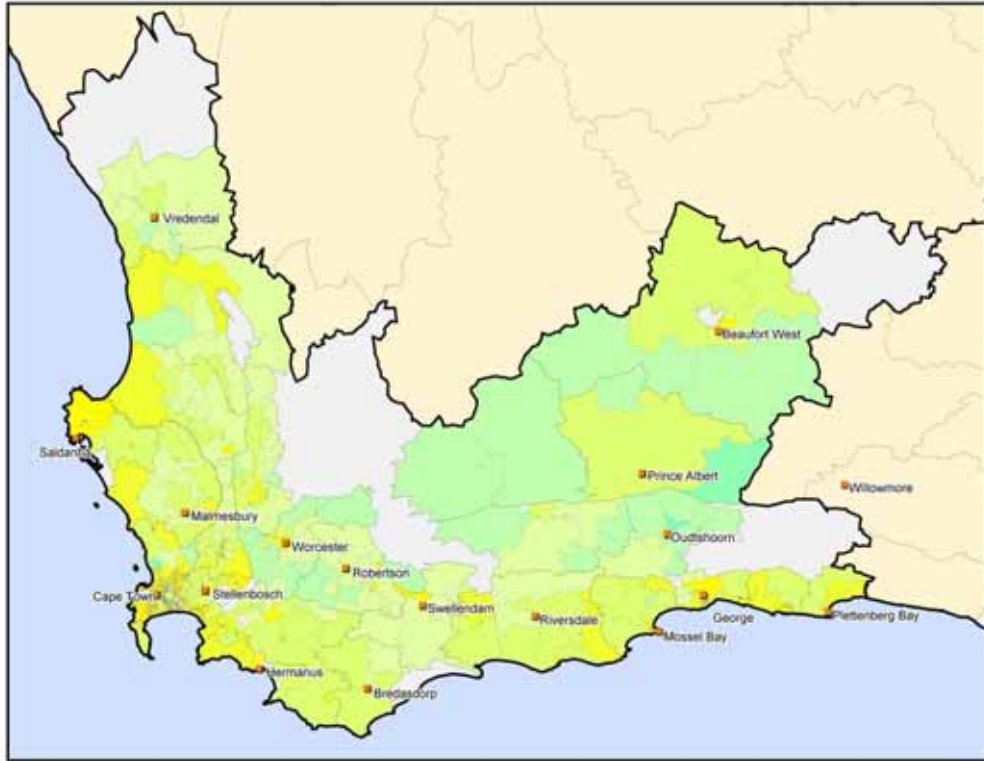 Vredendal
Beaufort West
Saldanha
Prince Albert
Willowmore
Malmesbury
Oudtshoorn
Worcester
Robertson
Cape Town
Stellenbosch
Swellendam
George
Plettenberg Bay
Riversdale
Mossel Bay
Hermanus
Bredasdorp